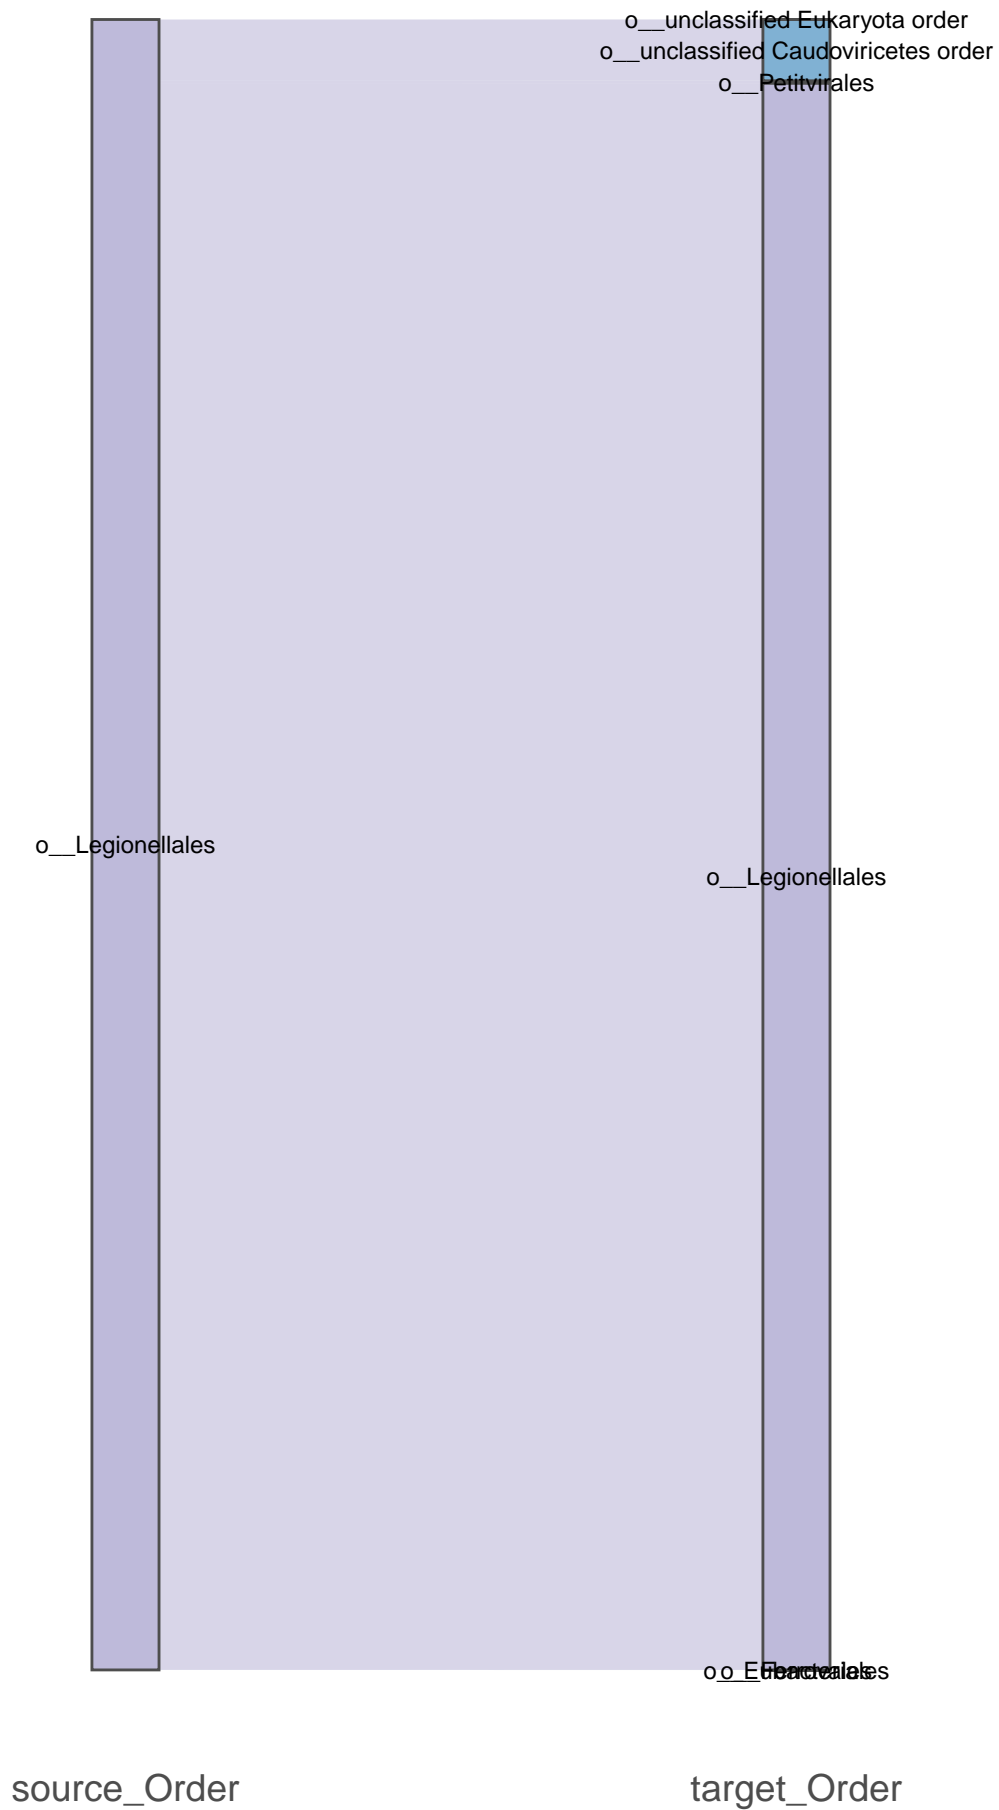 o__unclassified Eukaryota order
o__unclassified Caudoviricetes order
o__Petitvirales
o__Legionellales
o__Legionellales
source_Order
target_Order